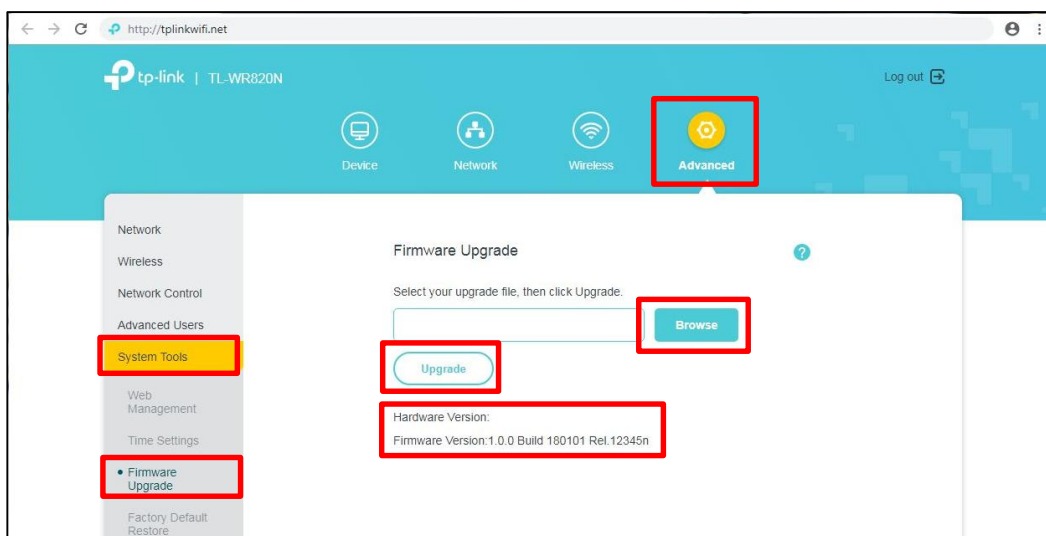 http://tplinkwifi.net
tp-link | TL-WR820N
Log out
Device
Network
Wireless
Advanced
Network
Wireless
Network Control
Advanced Users
System Tools
Web
Management
Time Settings
Firmware
Upgrade
Factory Default
Restore
Firmware Upgrade
?
Select your upgrade file, then click Upgrade.
Browse
Upgrade
Hardware Version:
Firmware Version:1.0.0 Build 180101 Rel.12345n